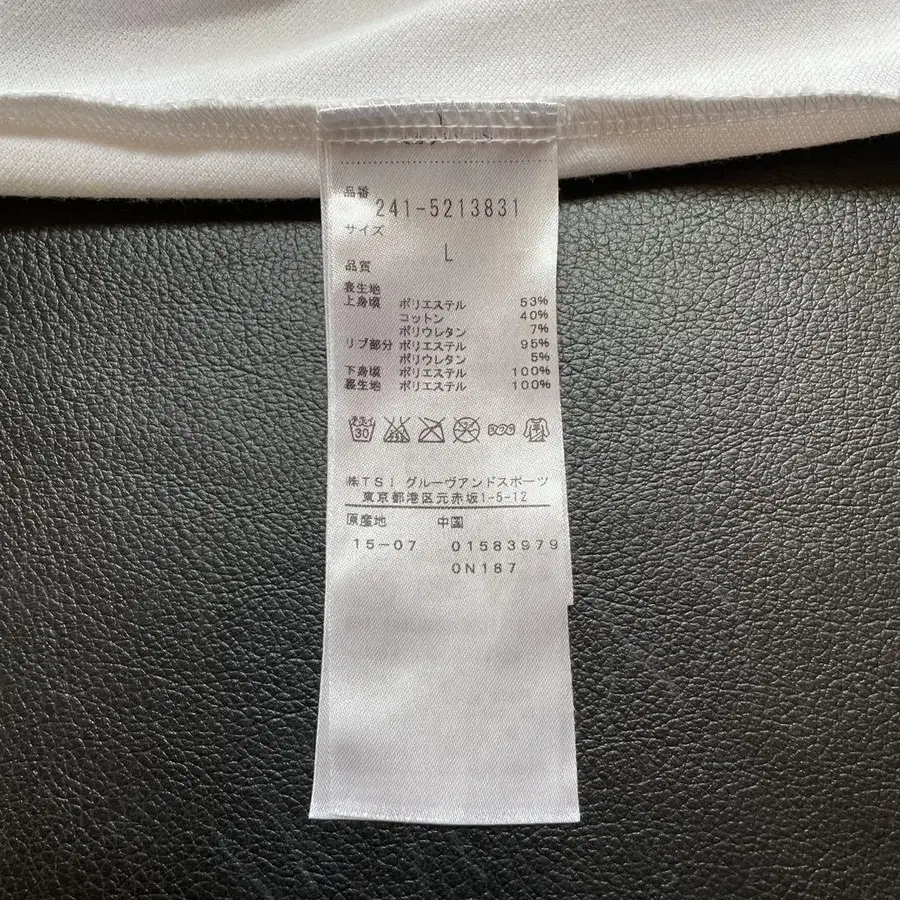 品番
241-5213831
サイズ
L
品質
表生地
上身頃 ポリエステル 53%
コットン 40%
ポリウレタン 7%
リブ部分 ポリエステル 95%
ポリウレタン 5%
下身頃 ポリエステル 100%
裏生地 ポリエステル 100%
30
㈱TSI グルーヴアンドスポーツ
東京都港区元赤坂1-5-12
原産地 中国
15-07 01583979
0N187